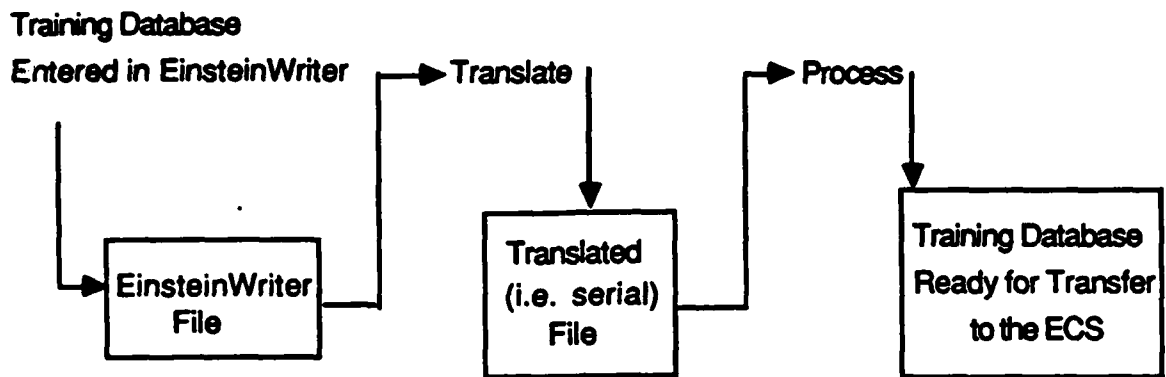 Training Database
Entered in EinsteinWriter
Translate
Process
EinsteinWriter
File
Translated
(i.e. serial)
File
Training Database
Ready for Transfer
to the ECS